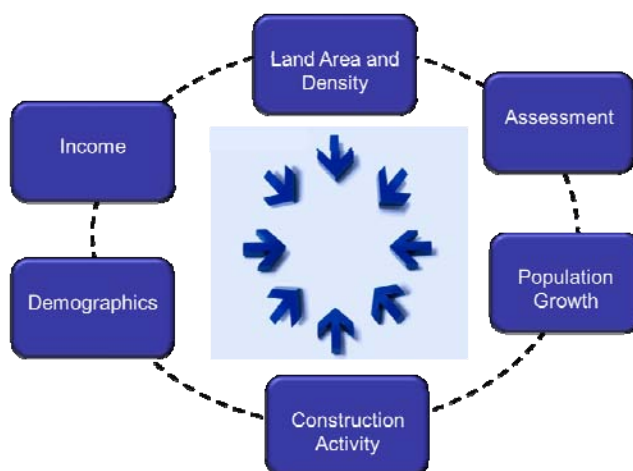 Land Area and
Density
Assessment
Income
Population
Growth
Demographics
Construction
Activity